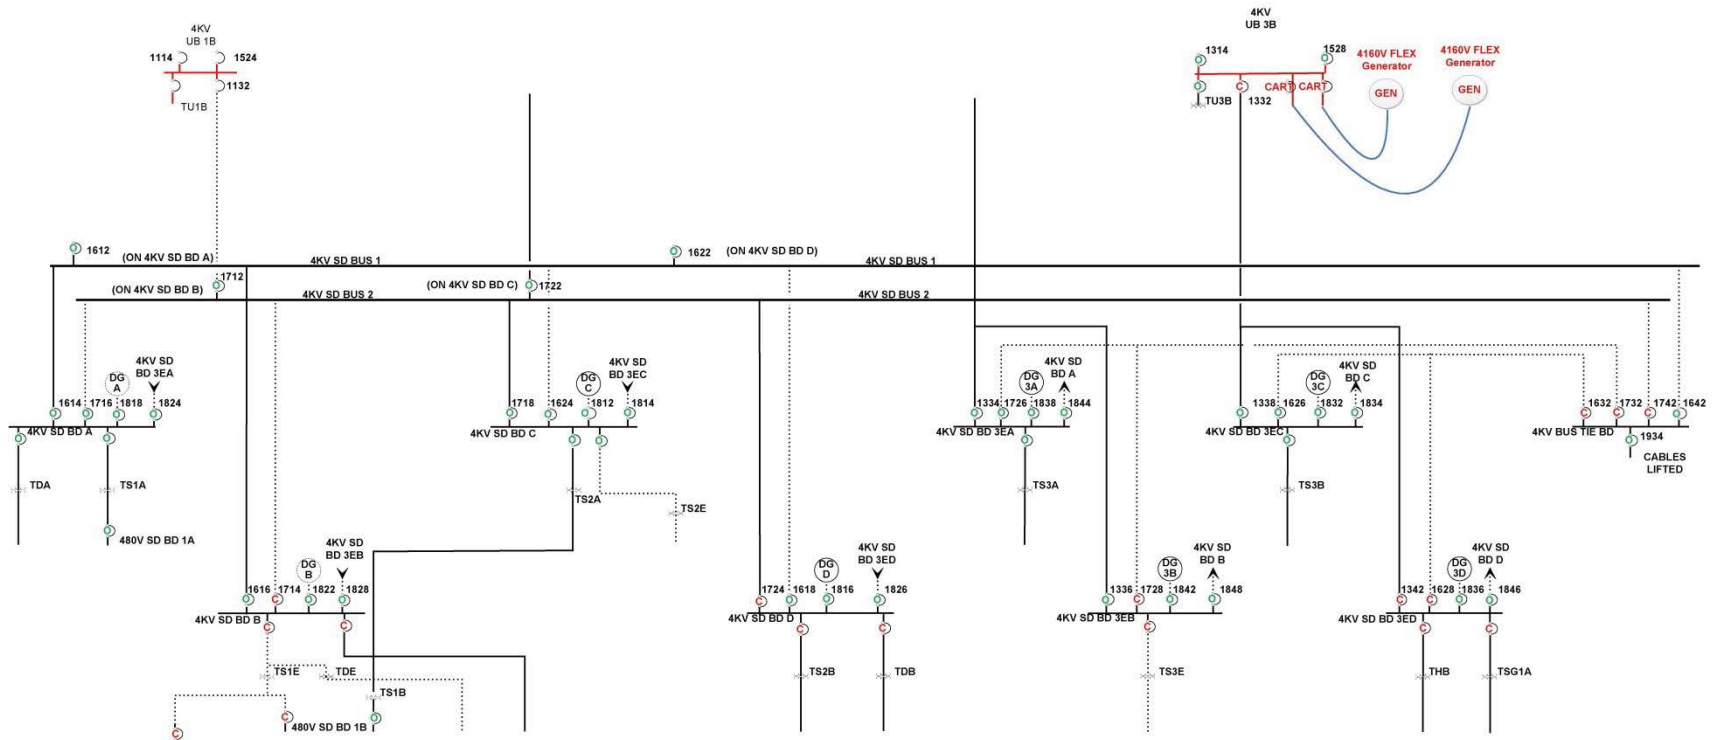 4KV
UB 1B
1114
1524
1132
TU1B
4KV
UB 3B
1314
1528
4160V FLEX
Generator
4160V FLEX
Generator
GEN
GEN
CART
CART
TU3B
1332
C
1612
(ON 4KV SD BD A)
4KV SD BUS 1
1622
(ON 4KV SD BD D)
4KV SD BUS 1
1712
(ON 4KV SD BD B)
4KV SD BUS 2
(ON 4KV SD BD C)
1722
4KV SD BUS 2
4KV SD
BD 3EA
DG
A
1614
1716
1818
1824
4KV SD BD A
TDA
TS1A
480V SD BD 1A
4KV SD
BD 3EC
DG
C
1718
1624
1812
1814
4KV SD BD C
TS2A
TS2E
4KV SD
BD A
DG
3A
1334
1726
1838
1844
4KV SD BD 3EA
TS3A
4KV SD
BD C
DG
3C
1338
1626
1832
1834
4KV SD BD 3EC
TS3B
1632
1732
1742
1642
4KV BUS TIE BD
1934
CABLES
LIFTED
4KV SD
BD 3EB
DG
B
1616
1714
1822
1828
4KV SD BD B
TS1E
TDE
TS1B
480V SD BD 1B
4KV SD
BD 3ED
DG
D
1724
1618
1816
1826
4KV SD BD D
TS2B
TDB
4KV SD
BD B
DG
3B
1336
1728
1842
1848
4KV SD BD 3EB
TS3E
4KV SD
BD D
DG
3D
1342
1628
1836
1846
4KV SD BD 3ED
THB
TSG1A